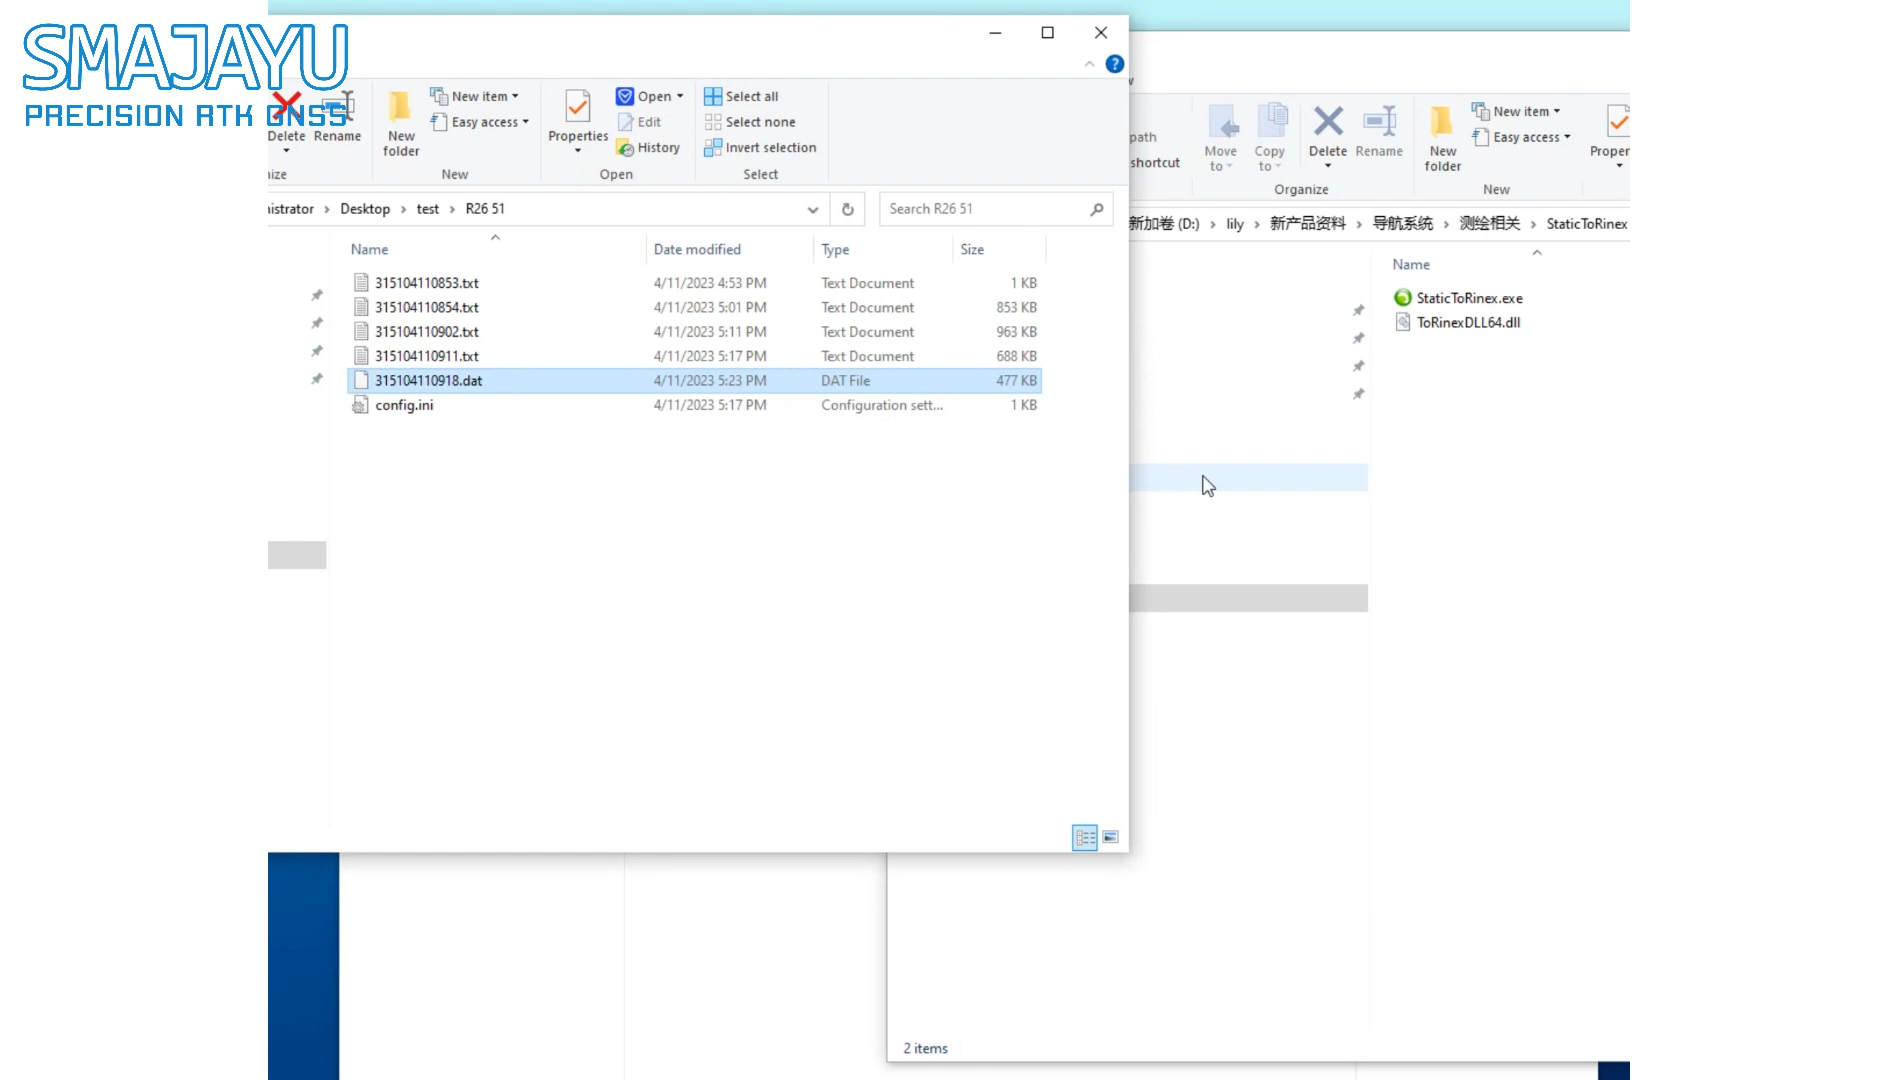 SMAJAYU
PRECISION RTK GNSS
Delete
Rename
ize
New folder
New item
Easy access
New
Properties
Open
Edit
History
Open
Select all
Select none
Invert selection
Select
istrator > Desktop > test > R26 51
Search R26 51
Name Date modified Type Size
315104110853.txt 4/11/2023 4:53 PM Text Document 1 KB
315104110854.txt 4/11/2023 5:01 PM Text Document 853 KB
315104110902.txt 4/11/2023 5:11 PM Text Document 963 KB
315104110911.txt 4/11/2023 5:17 PM Text Document 688 KB
315104110918.dat 4/11/2023 5:23 PM DAT File 477 KB
config.ini 4/11/2023 5:17 PM Configuration sett... 1 KB
path
shortcut
Move to
Copy to
Delete
Rename
Organize
New folder
New item
Easy access
New
Proper
新加卷 (D:) > lily > 新产品资料 > 导航系统 > 测绘相关 > StaticToRinex
Name
StaticToRinex.exe
ToRinexDLL64.dll
2 items